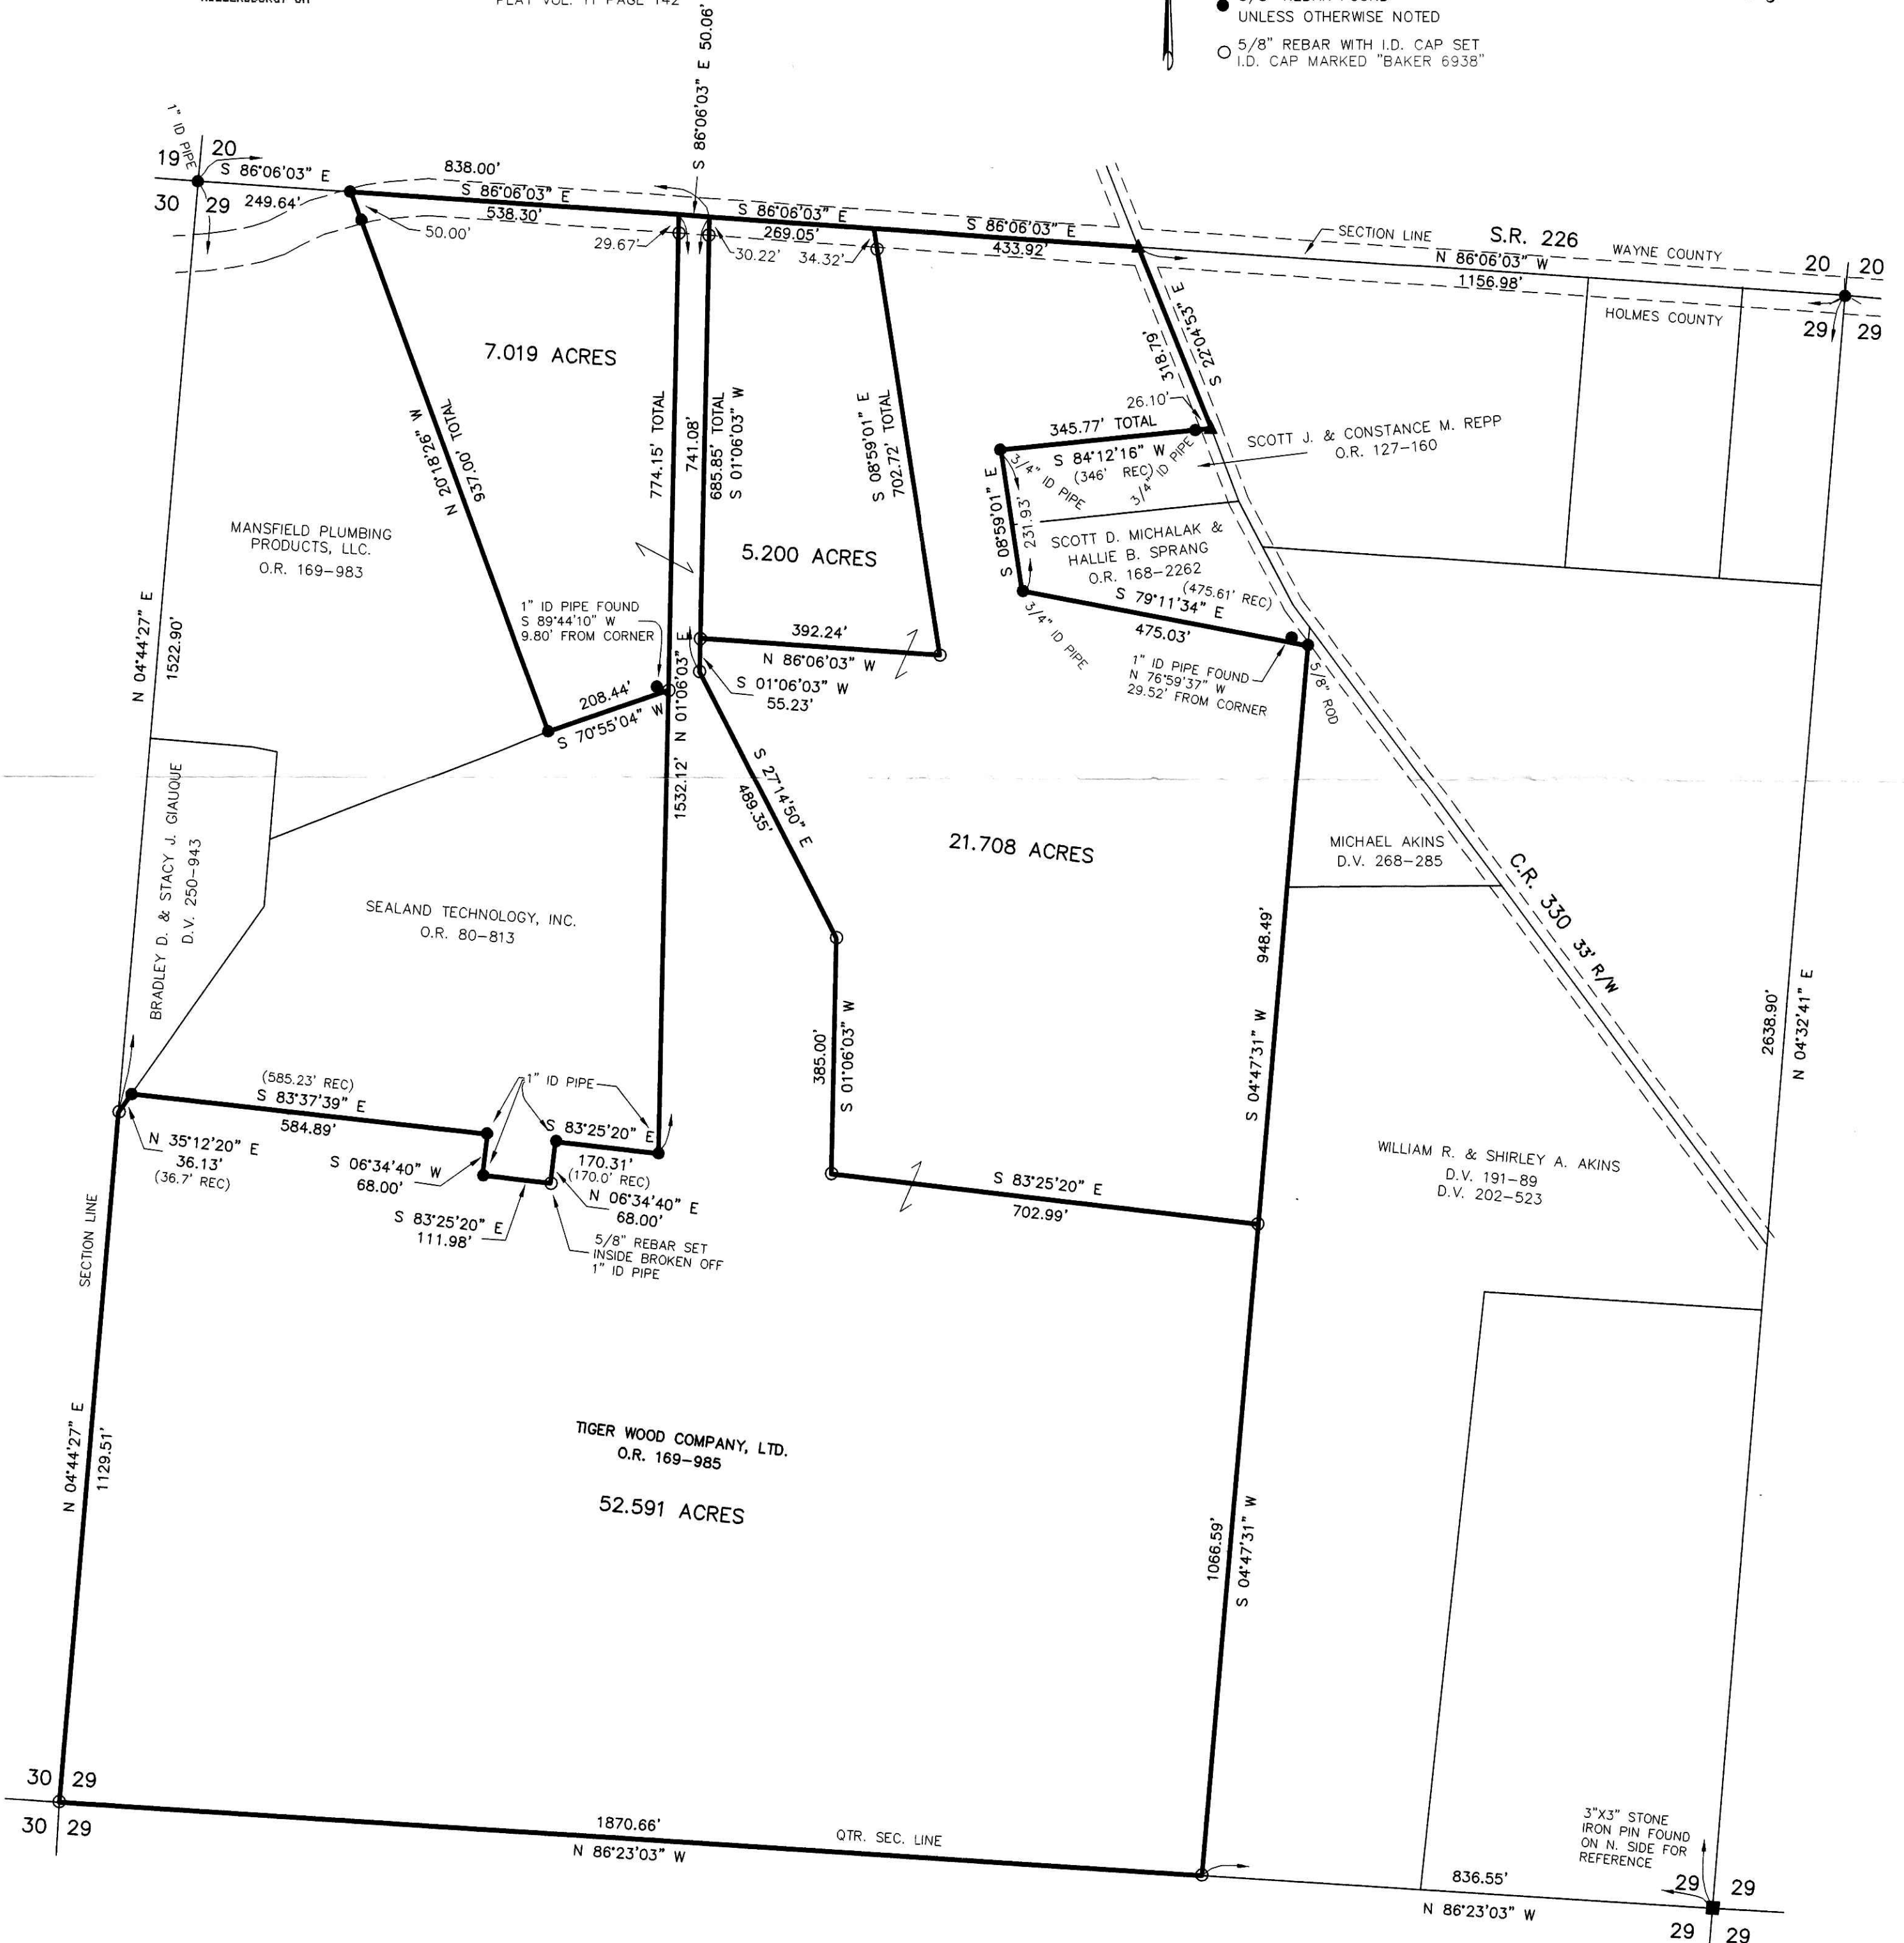 PLAT VOL. 11 PAGE 142
UNLESS OTHERWISE NOTED
5/8" REBAR WITH I.D. CAP SET
I.D. CAP MARKED "BAKER 6938"
S 86°06'03" E 50.06'
1" ID PIPE
19 20
30 29
S 86°06'03" E
249.64'
838.00'
S 86°06'03" E
538.30'
50.00'
29.67'
S 86°06'03" E
269.05'
30.22'
34.32'
S 86°06'03" E
433.92'
SECTION LINE
S.R. 226
WAYNE COUNTY
N 86°06'03" W
1156.98'
HOLMES COUNTY
20 20
29 29
7.019 ACRES
N 20°18'26" W
937.00' TOTAL
774.15' TOTAL
741.08'
685.85' TOTAL
S 01°06'03" W
S 08°59'01" E
702.72' TOTAL
5.200 ACRES
318.79'
S 22°04'53" E
26.10'
345.77' TOTAL
S 84°12'16" W
(346' REC)
3/4" ID PIPE
3/4" ID PIPE
SCOTT J. & CONSTANCE M. REPP
O.R. 127-160
S 08°59'01" E
231.93'
SCOTT D. MICHALAK &
HALLIE B. SPRANG
O.R. 168-2262
(475.61' REC)
S 79°11'34" E
475.03'
3/4" ID PIPE
1" ID PIPE FOUND
N 76°59'37" W
29.52' FROM CORNER
5/8" ROD
MANSFIELD PLUMBING
PRODUCTS, LLC.
O.R. 169-983
N 04°44'27" E
1522.90'
1" ID PIPE FOUND
S 89°44'10" W
9.80' FROM CORNER
208.44'
S 70°55'04" W
392.24'
N 86°06'03" W
S 01°06'03" W
55.23'
1532.12' N 01°06'03" E
S 27°14'50" E
489.35'
21.708 ACRES
BRADLEY D. & STACY J. GIAUQUE
D.V. 250-943
SEALAND TECHNOLOGY, INC.
O.R. 80-813
MICHAEL AKINS
D.V. 268-285
C.R. 330 33' R/W
948.49'
S 04°47'31" W
2638.90'
N 04°32'41" E
385.00'
S 01°06'03" W
(585.23' REC)
S 83°37'39" E
584.89'
1" ID PIPE
S 83°25'20" E
170.31'
(170.0' REC)
N 35°12'20" E
36.13'
(36.7' REC)
S 06°34'40" W
68.00'
N 06°34'40" E
68.00'
S 83°25'20" E
111.98'
5/8" REBAR SET
INSIDE BROKEN OFF
1" ID PIPE
S 83°25'20" E
702.99'
WILLIAM R. & SHIRLEY A. AKINS
D.V. 191-89
D.V. 202-523
SECTION LINE
N 04°44'27" E
1129.51'
TIGER WOOD COMPANY, LTD.
O.R. 169-985
52.591 ACRES
1066.59'
S 04°47'31" W
30 29
30 29
1870.66'
N 86°23'03" W
QTR. SEC. LINE
3"X3" STONE
IRON PIN FOUND
ON N. SIDE FOR
REFERENCE
836.55'
N 86°23'03" W
29 29
29 29